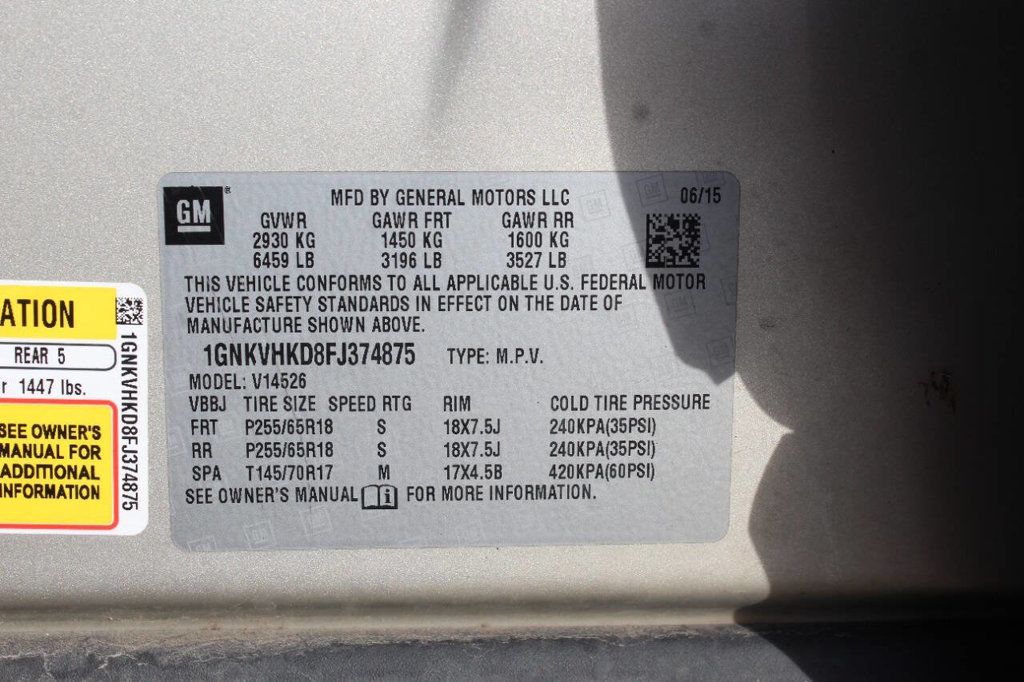 GM
MFD BY GENERAL MOTORS LLC 06/15
GVWR GAWR FRT GAWR RR
2930 KG 1450 KG 1600 KG
6459 LB 3196 LB 3527 LB
THIS VEHICLE CONFORMS TO ALL APPLICABLE U.S. FEDERAL MOTOR
VEHICLE SAFETY STANDARDS IN EFFECT ON THE DATE OF
MANUFACTURE SHOWN ABOVE.
1GNKVHKD8FJ374875 TYPE: M.P.V.
MODEL: V14526
VBBJ TIRE SIZE SPEED RTG RIM COLD TIRE PRESSURE
FRT P255/65R18 S 18X7.5J 240KPA(35PSI)
RR P255/65R18 S 18X7.5J 240KPA(35PSI)
SPA T145/70R17 M 17X4.5B 420KPA(60PSI)
SEE OWNER'S MANUAL FOR MORE INFORMATION.
ATION
REAR 5
r 1447 lbs.
SEE OWNER'S
MANUAL FOR
ADDITIONAL
INFORMATION
1GNKVHKD8FJ374875